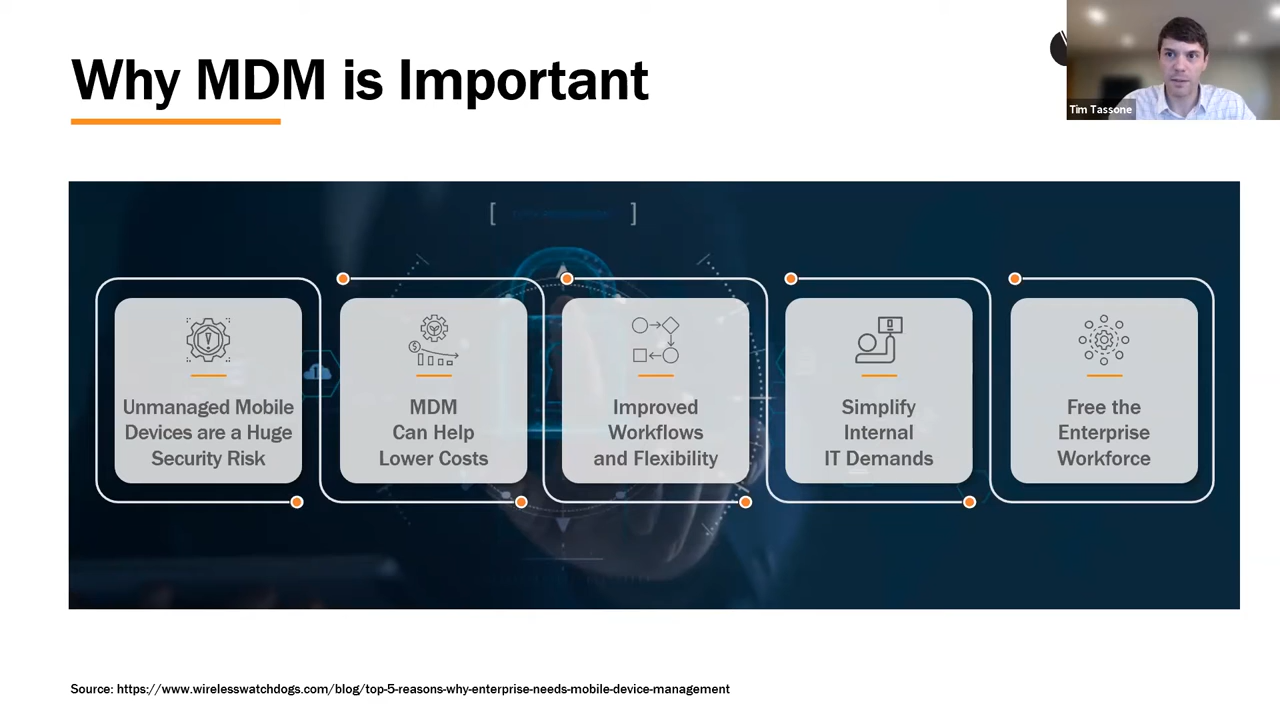 Why MDM is Important
Tim Tassone
Unmanaged Mobile
Devices are a Huge
Security Risk
MDM
Can Help
Lower Costs
Improved
Workflows
and Flexibility
Simplify
Internal
IT Demands
Free the
Enterprise
Workforce
Source: https://www.wirelesswatchdogs.com/blog/top-5-reasons-why-enterprise-needs-mobile-device-management